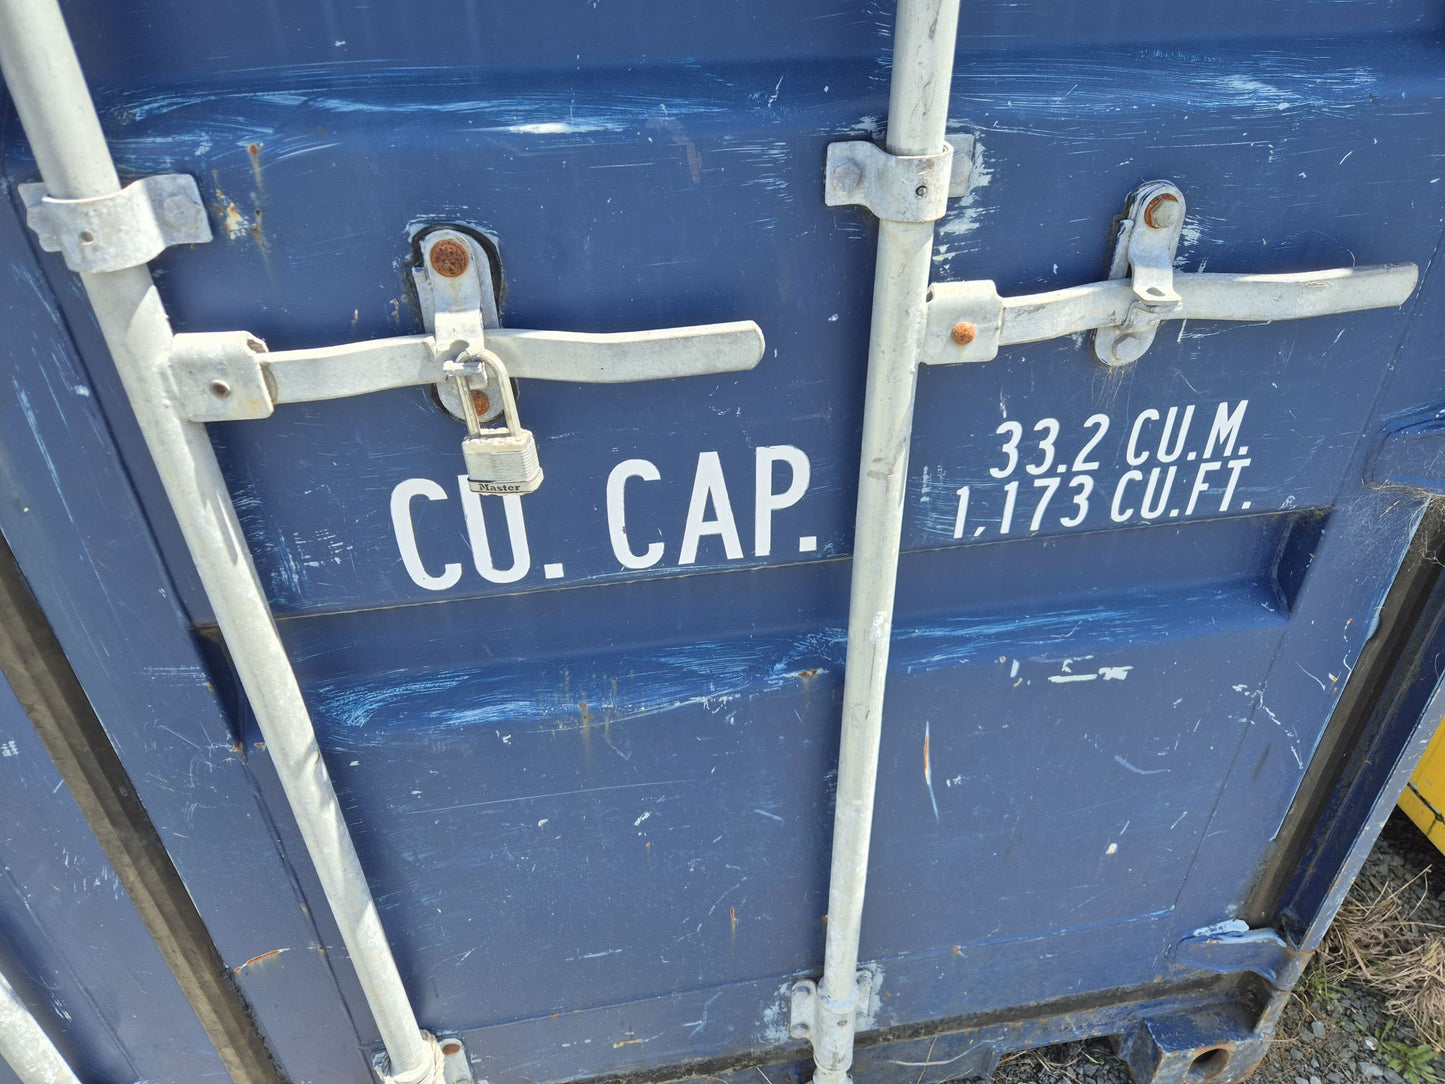 Master
CU. CAP.
33.2 CU.M.
1,173 CU.FT.